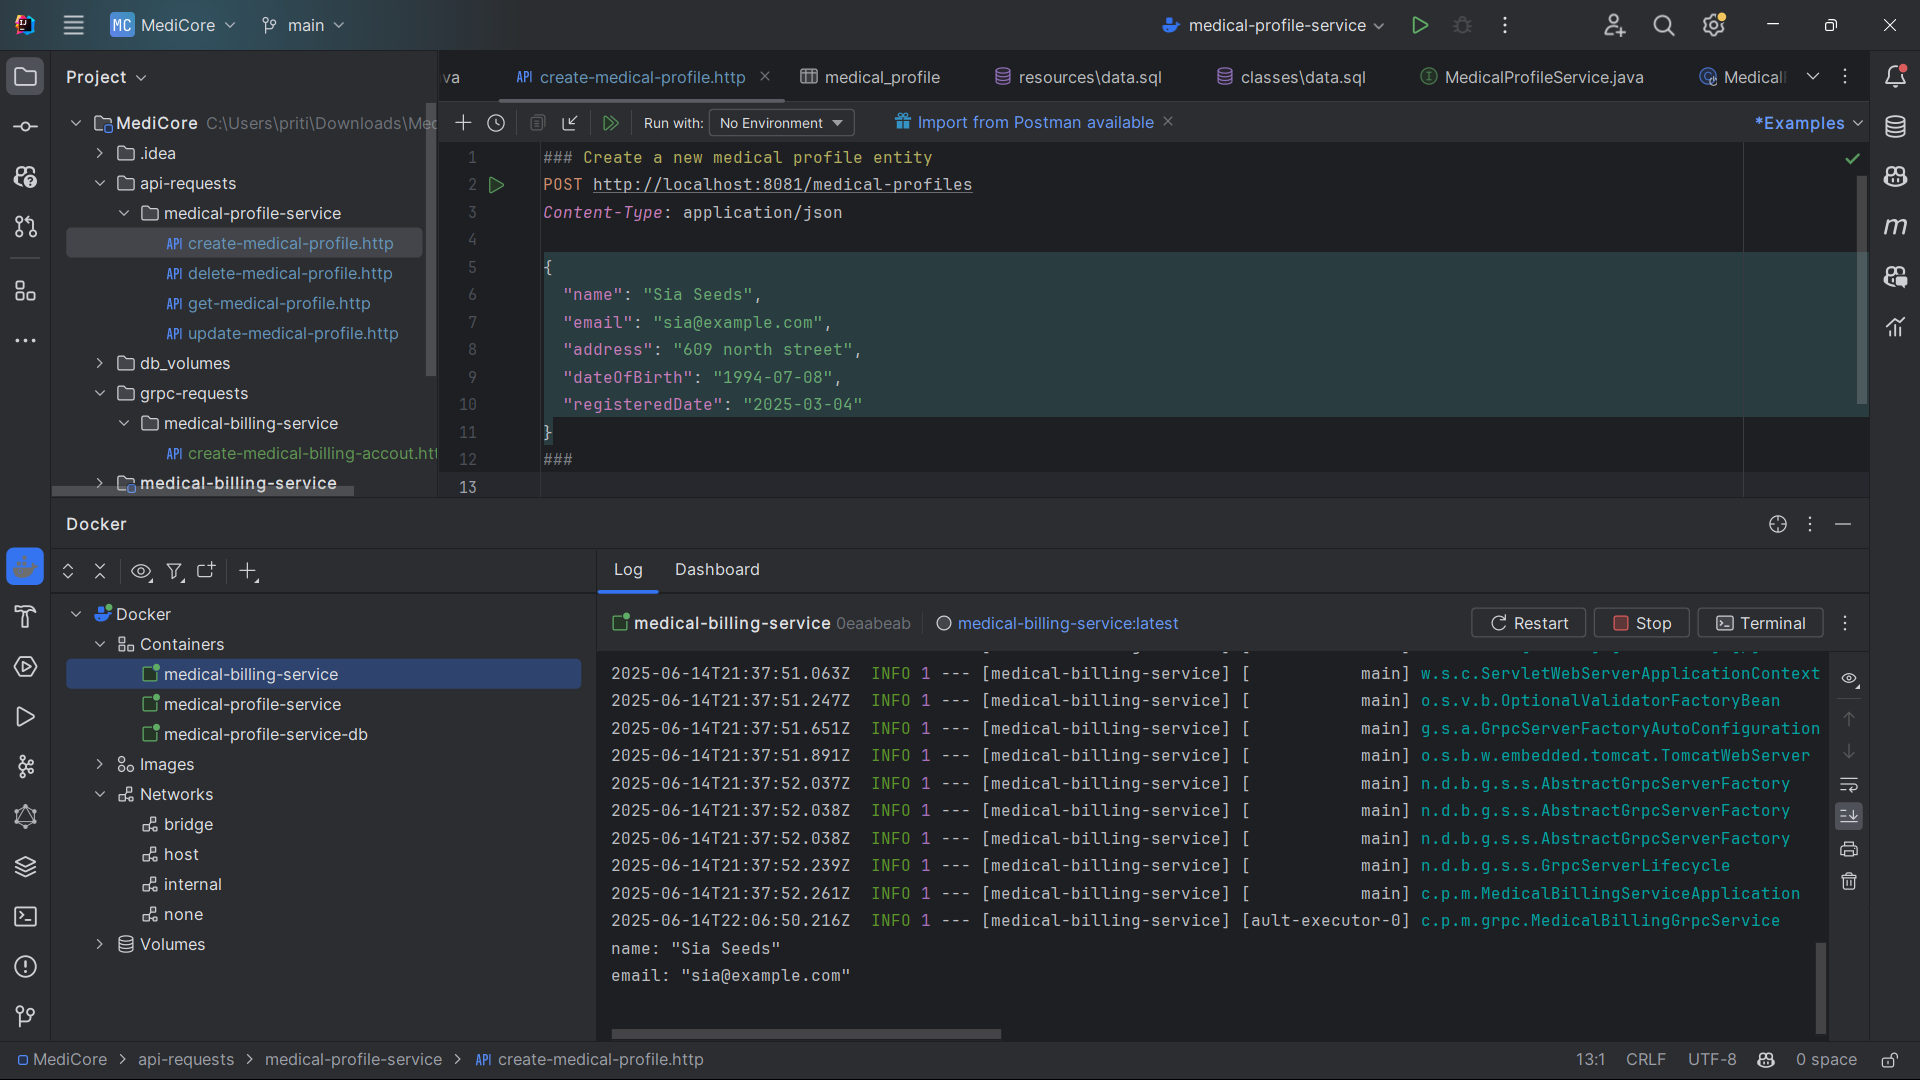 MC MediCore main medical-profile-service
Project
va API create-medical-profile.http medical_profile resources\data.sql classes\data.sql MedicalProfileService.java Medical
MediCore C:\Users\priti\Downloads\Med
.idea
api-requests
medical-profile-service
API create-medical-profile.http
API delete-medical-profile.http
API get-medical-profile.http
API update-medical-profile.http
db_volumes
grpc-requests
medical-billing-service
API create-medical-billing-accout.htt
medical-billing-service
Run with: No Environment Import from Postman available *Examples
1 ### Create a new medical profile entity
2 POST http://localhost:8081/medical-profiles
3 Content-Type: application/json
4
5 {
6 "name": "Sia Seeds",
7 "email": "sia@example.com",
8 "address": "609 north street",
9 "dateOfBirth": "1994-07-08",
10 "registeredDate": "2025-03-04"
11 }
12 ###
13
Docker
Docker
Containers
medical-billing-service
medical-profile-service
medical-profile-service-db
Images
Networks
bridge
host
internal
none
Volumes
Log Dashboard
medical-billing-service 0eaabeab medical-billing-service:latest Restart Stop Terminal
2025-06-14T21:37:51.063Z INFO 1 --- [medical-billing-service] [ main] w.s.c.ServletWebServerApplicationContext
2025-06-14T21:37:51.247Z INFO 1 --- [medical-billing-service] [ main] o.s.v.b.OptionalValidatorFactoryBean
2025-06-14T21:37:51.651Z INFO 1 --- [medical-billing-service] [ main] g.s.a.GrpcServerFactoryAutoConfiguration
2025-06-14T21:37:51.891Z INFO 1 --- [medical-billing-service] [ main] o.s.b.w.embedded.tomcat.TomcatWebServer
2025-06-14T21:37:52.037Z INFO 1 --- [medical-billing-service] [ main] n.d.b.g.s.s.AbstractGrpcServerFactory
2025-06-14T21:37:52.038Z INFO 1 --- [medical-billing-service] [ main] n.d.b.g.s.s.AbstractGrpcServerFactory
2025-06-14T21:37:52.038Z INFO 1 --- [medical-billing-service] [ main] n.d.b.g.s.s.AbstractGrpcServerFactory
2025-06-14T21:37:52.239Z INFO 1 --- [medical-billing-service] [ main] n.d.b.g.s.s.GrpcServerLifecycle
2025-06-14T21:37:52.261Z INFO 1 --- [medical-billing-service] [ main] c.p.m.MedicalBillingServiceApplication
2025-06-14T22:06:50.216Z INFO 1 --- [medical-billing-service] [ault-executor-0] c.p.m.grpc.MedicalBillingGrpcService
name: "Sia Seeds"
email: "sia@example.com"
MediCore > api-requests > medical-profile-service > API create-medical-profile.http 13:1 CRLF UTF-8 0 space